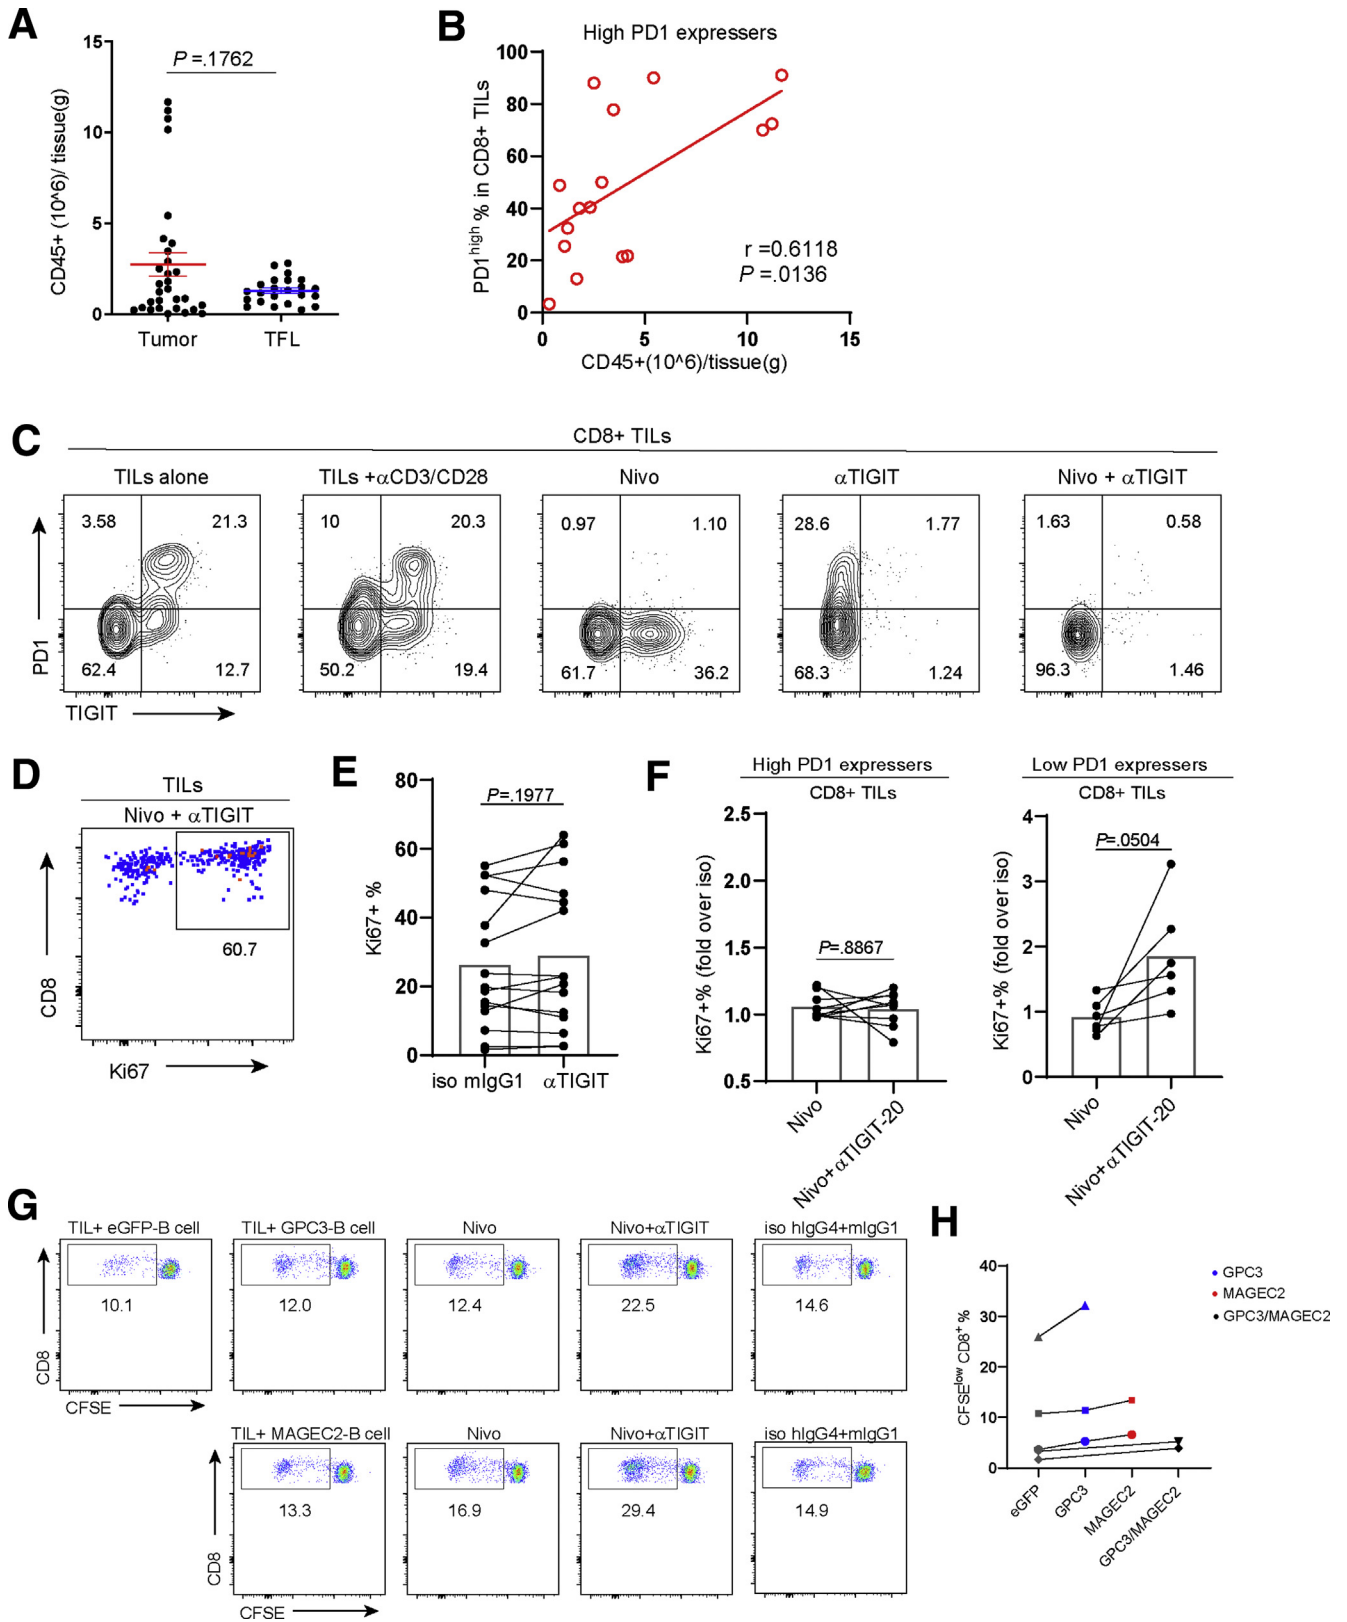 A
15
10
5
0
CD45+ (10^6)/ tissue(g)
P =.1762
Tumor
TFL
B
High PD1 expressers
100
80
60
40
20
0
PD1high % in CD8+ TILs
r =0.6118
P =.0136
0
5
10
15
CD45+(10^6)/tissue(g)
C
CD8+ TILs
TILs alone
TILs +αCD3/CD28
Nivo
αTIGIT
Nivo + αTIGIT
3.58
21.3
10
20.3
0.97
1.10
28.6
1.77
1.63
0.58
62.4
12.7
50.2
19.4
61.7
36.2
68.3
1.24
96.3
1.46
PD1
TIGIT
D
TILs
Nivo + αTIGIT
60.7
CD8
Ki67
E
80
60
40
20
0
Ki67+ %
P=.1977
iso mIgG1
αTIGIT
F
High PD1 expressers
CD8+ TILs
2.5
2.0
1.5
1.0
0.5
Ki67+% (fold over iso)
P=.8867
Nivo
Nivo+αTIGIT-20
Low PD1 expressers
CD8+ TILs
4
3
2
1
0
Ki67+% (fold over iso)
P=.0504
Nivo
Nivo+αTIGIT-20
G
TIL+ eGFP-B cell
TIL+ GPC3-B cell
Nivo
Nivo+αTIGIT
iso hIgG4+mIgG1
10.1
12.0
12.4
22.5
14.6
CD8
CFSE
TIL+ MAGEC2-B cell
Nivo
Nivo+αTIGIT
iso hIgG4+mIgG1
13.3
16.9
29.4
14.9
CD8
CFSE
H
40
30
20
10
0
CFSElow CD8+ %
GPC3
MAGEC2
GPC3/MAGEC2
eGFP
GPC3
MAGEC2
GPC3/MAGEC2